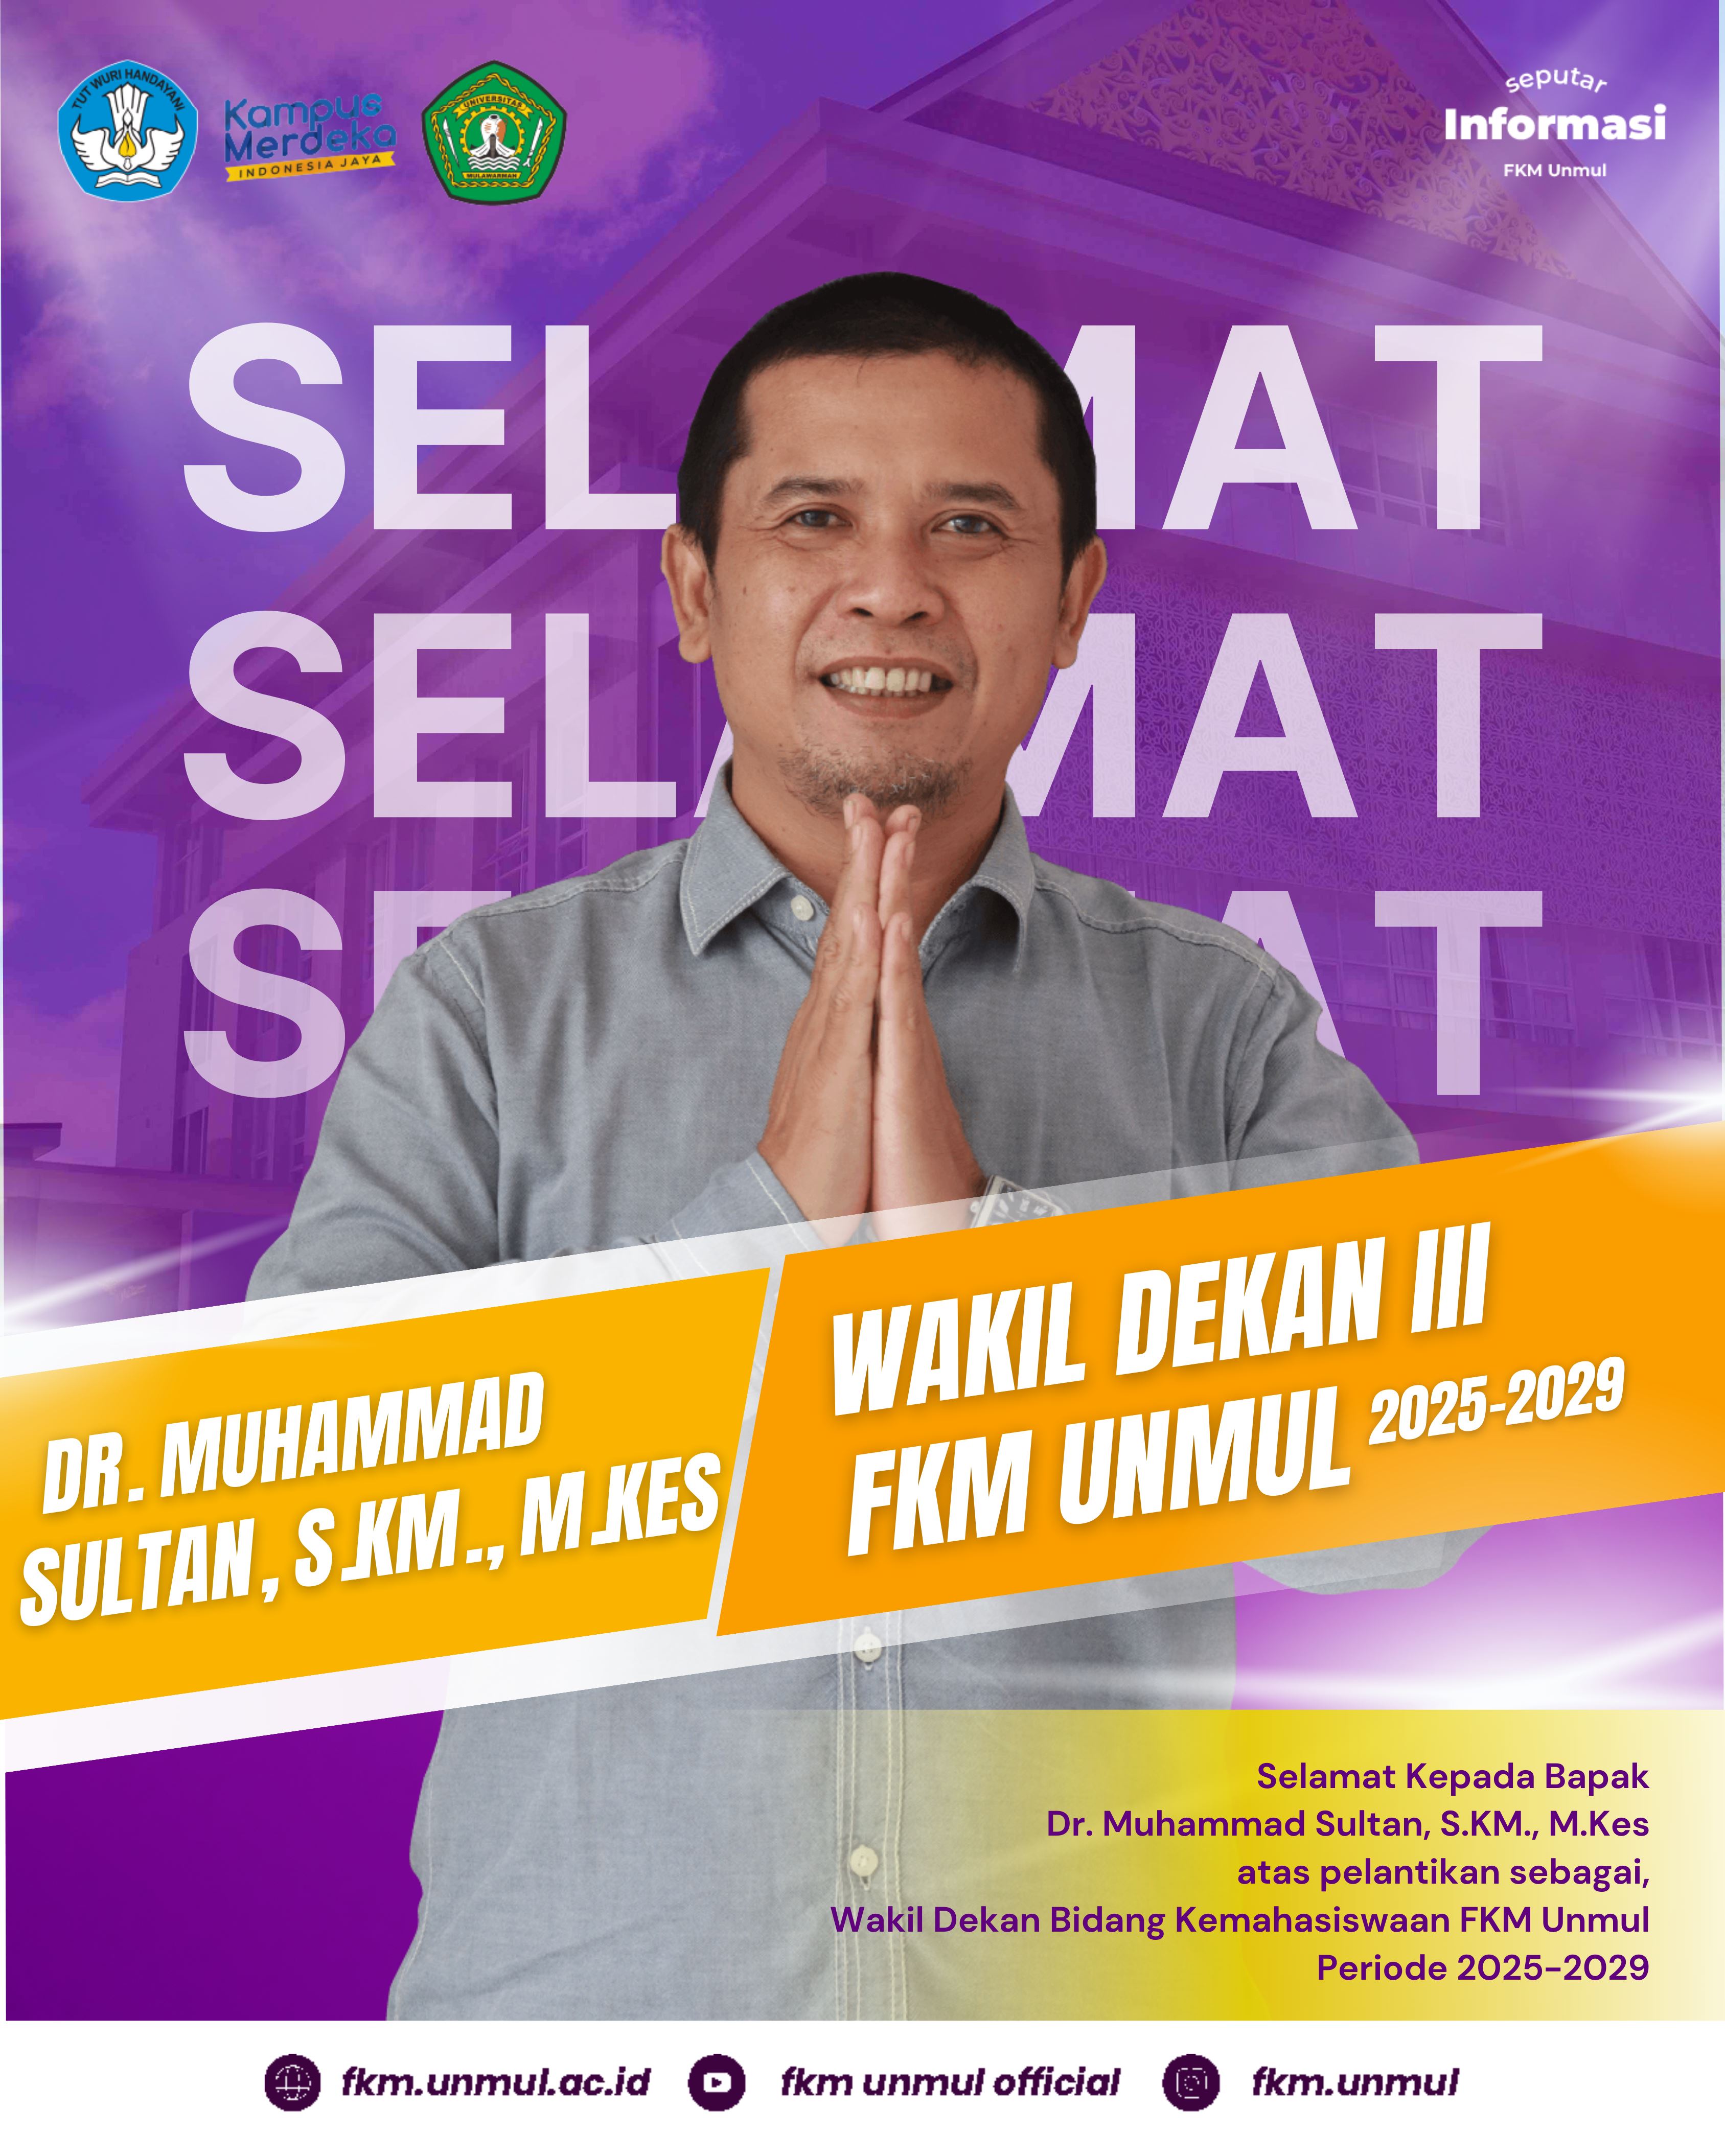 TUT WURI HANDAYANI
Kampus
Merdeka
INDONESIA JAYA
UNIVERSITAS
MULAWARMAN
seputar
Informasi
FKM Unmul
SELAMAT
SELAMAT
SELAMAT
DR. MUHAMMAD
SULTAN, S.KM., M.KES
WAKIL DEKAN III
FKM UNMUL 2025-2029
Selamat Kepada Bapak
Dr. Muhammad Sultan, S.KM., M.Kes
atas pelantikan sebagai,
Wakil Dekan Bidang Kemahasiswaan FKM Unmul
Periode 2025-2029
fkm.unmul.ac.id
fkm unmul official
fkm.unmul